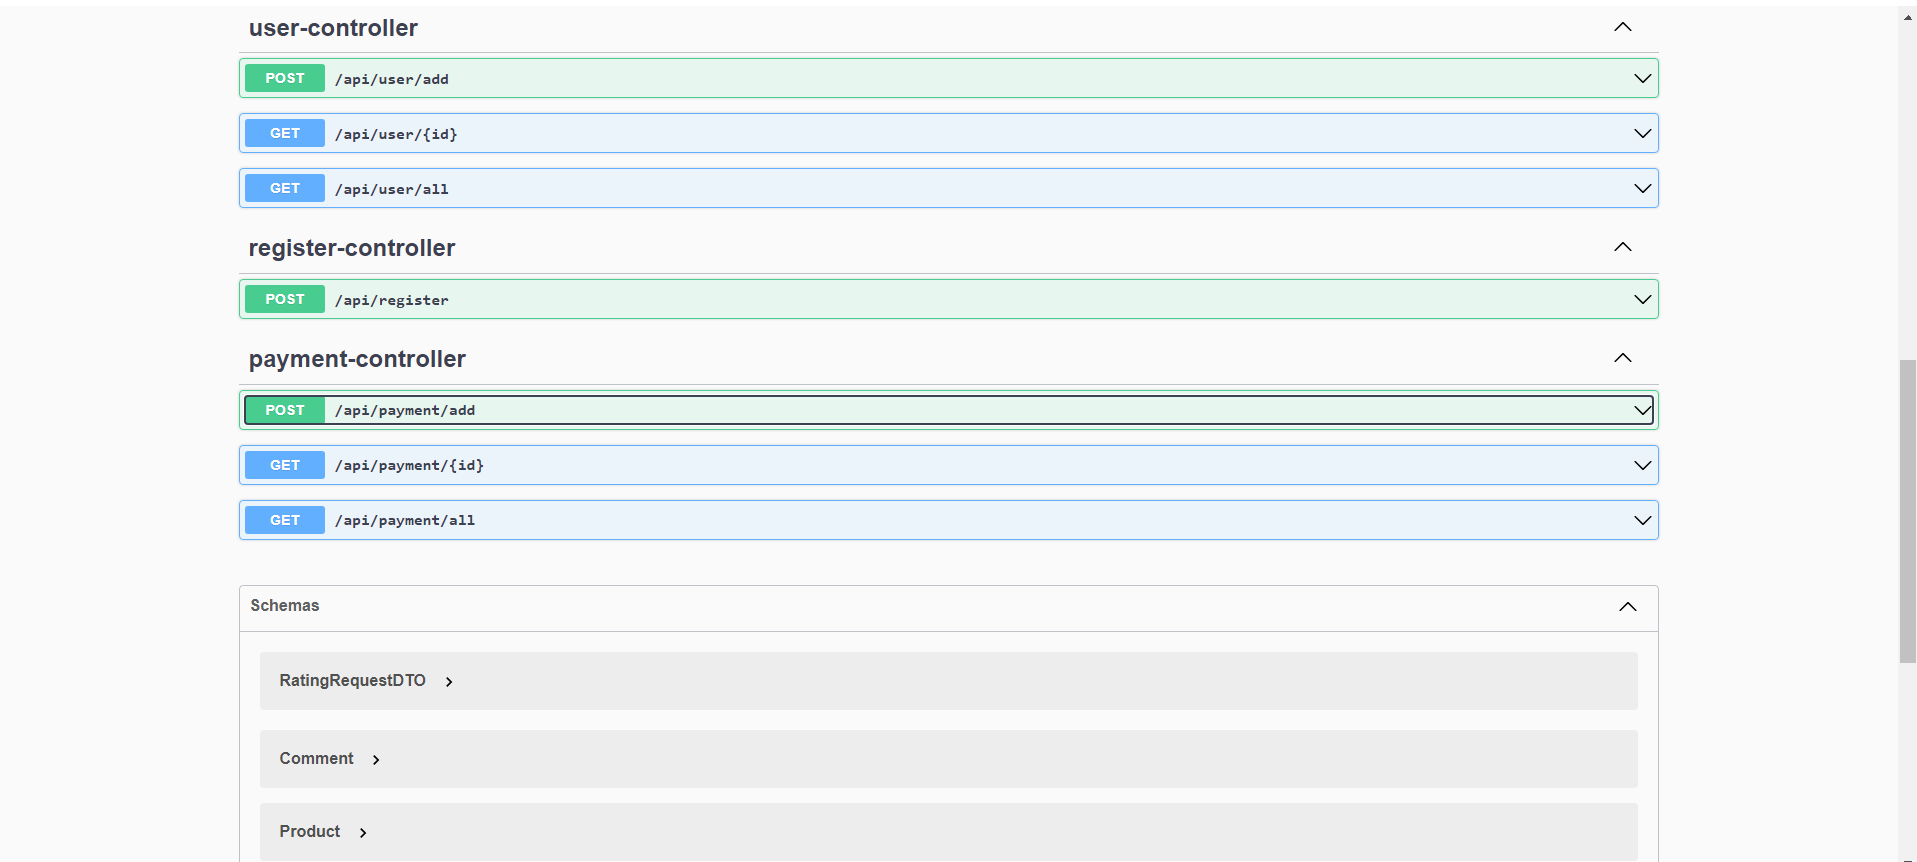 user-controller
POST /api/user/add
GET /api/user/{id}
GET /api/user/all
register-controller
POST /api/register
payment-controller
POST /api/payment/add
GET /api/payment/{id}
GET /api/payment/all
Schemas
RatingRequestDTO
Comment
Product